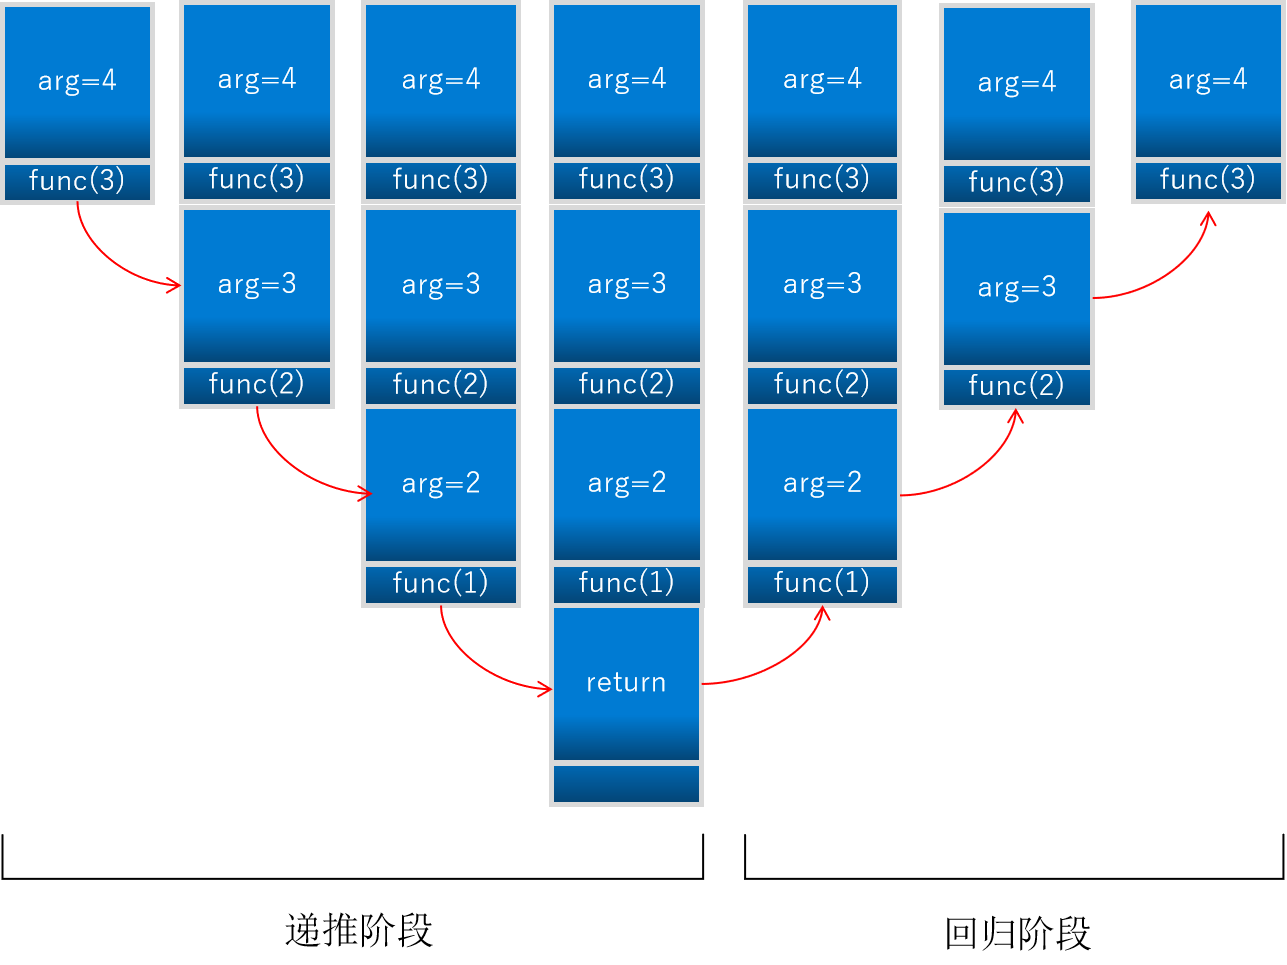 arg=4 arg=4 arg=4 arg=4 arg=4 arg=4 arg=4
func(3) func(3) func(3) func(3) func(3) func(3) func(3)
arg=3 arg=3 arg=3 arg=3 arg=3
func(2) func(2) func(2) func(2) func(2)
arg=2 arg=2 arg=2
func(1) func(1) func(1)
return
递推阶段 回归阶段